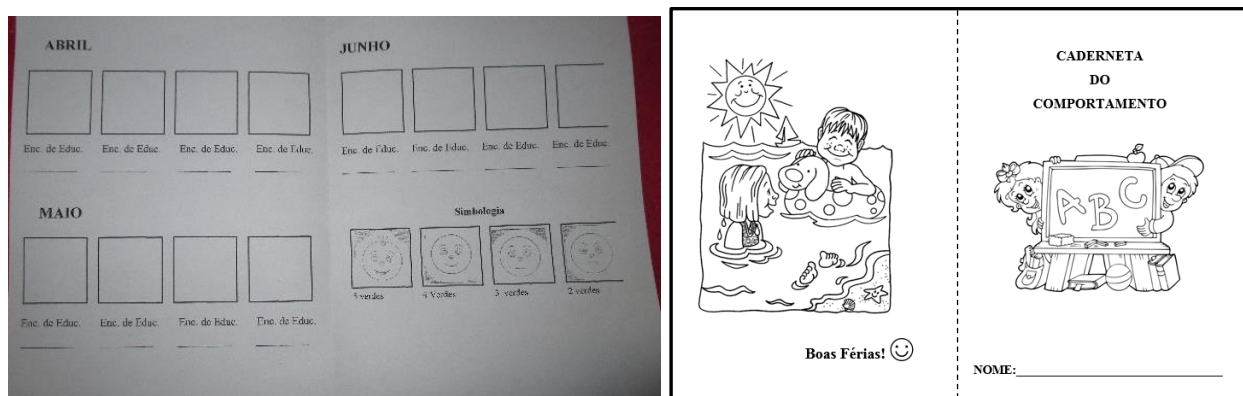 ABRIL
Enc. de Educ. Enc. de Educ. Enc. de Educ. Enc. de Educ.
MAIO
Enc. de Educ. Enc. de Educ. Enc. de Educ. Enc. de Educ.
JUNHO
Enc. de Educ. Enc. de Educ. Enc. de Educ. Enc. de Educ.
Simbologia
5 verdes 4 Verdes 3 verdes 2 verdes
Boas Férias!
CADERNETA
DO
COMPORTAMENTO
A B C
NOME: